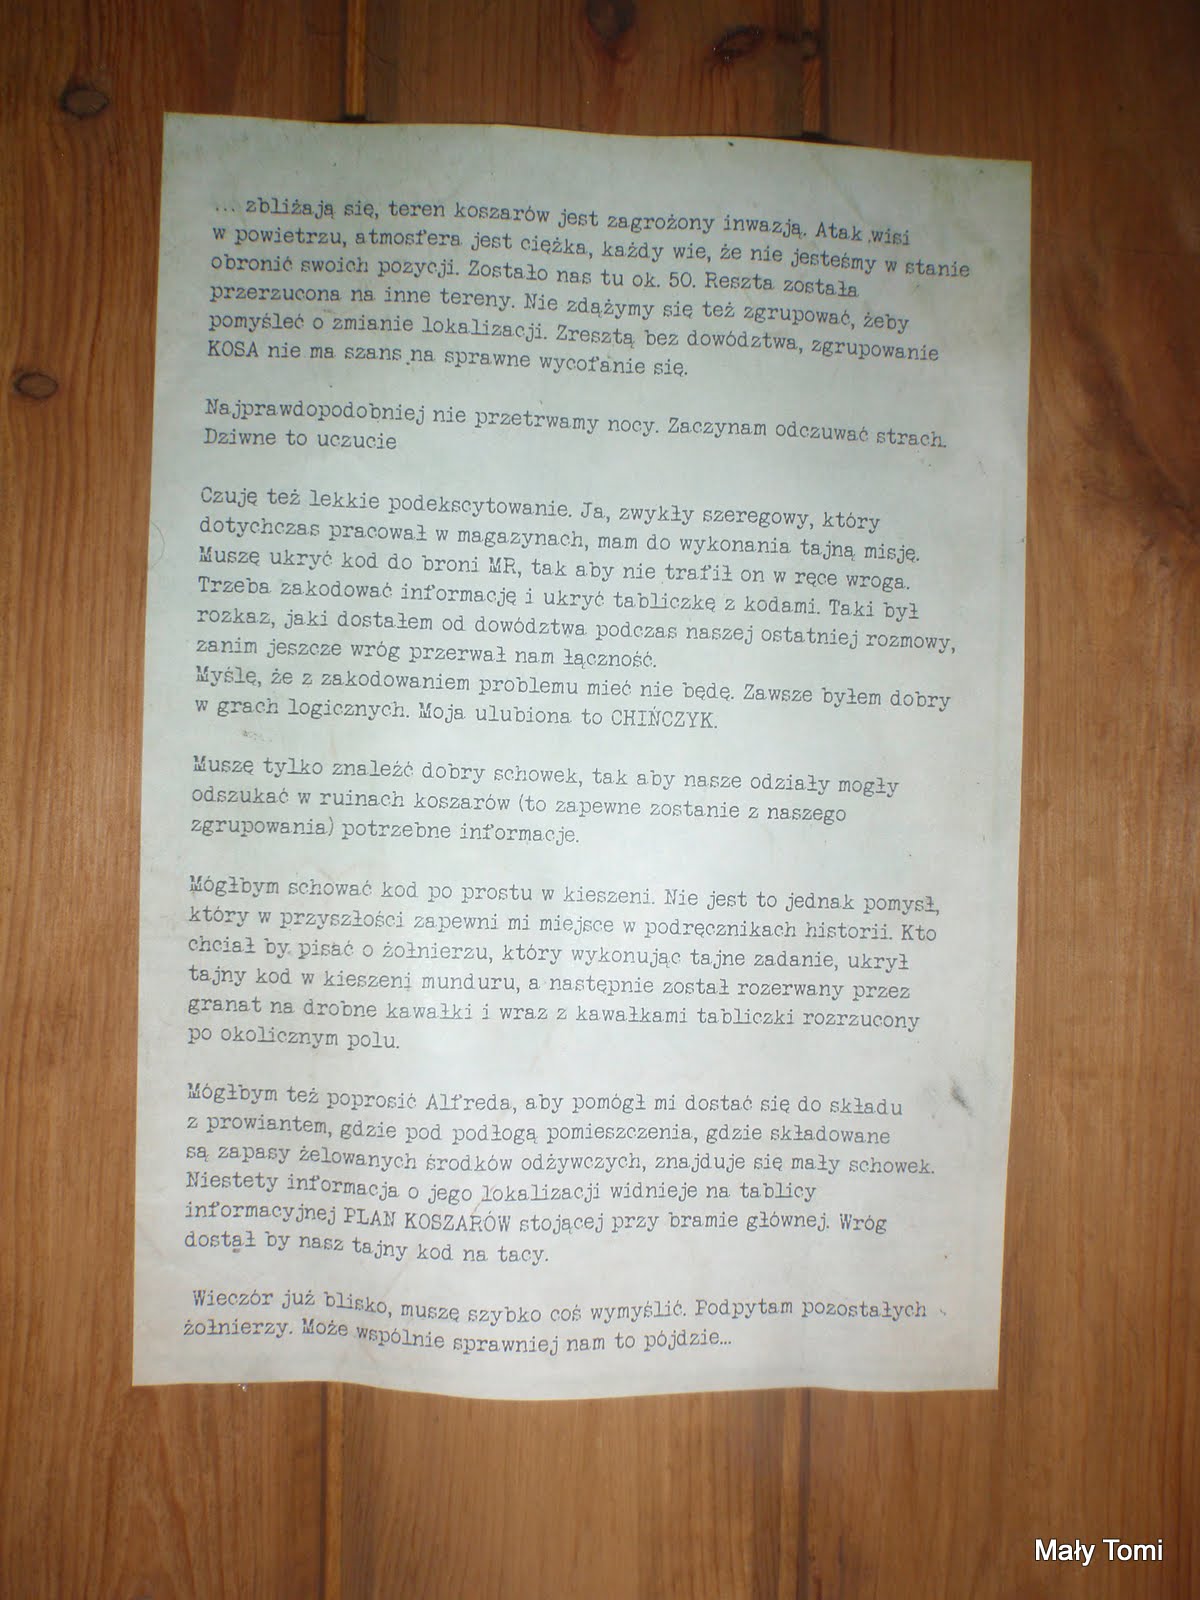 ... zbliżają się, teren koszarów jest zagrożony inwazją. Atak wisi
w powietrzu, atmosfera jest ciężka, każdy wie, że nie jesteśmy w stanie
obronić swoich pozycji. Zostało nas tu ok. 50. Reszta została
przerzucona na inne tereny. Nie zdążymy się też zgrupować, żeby
pomyśleć o zmianie lokalizacji. Zresztą bez dowództwa, zgrupowanie
KOSA nie ma szans na sprawne wycofanie się.
Najprawdopodobniej nie przetrwamy nocy. Zaczynam odczuwać strach.
Dziwne to uczucie
Czuję też lekkie podekscytowanie. Ja, zwykły szeregowy, który
dotychczas pracował w magazynach, mam do wykonania tajną misję.
Muszę ukryć kod do broni MR, tak aby nie trafił on w ręce wroga.
Trzeba zakodować informację i ukryć tabliczkę z kodami. Taki był
rozkaz, jaki dostałem od dowództwa podczas naszej ostatniej rozmowy,
zanim jeszcze wróg przerwał nam łączność.
Myślę, że z zakodowaniem problemu mieć nie będę. Zawsze byłem dobry
w grach logicznych. Moja ulubiona to CHIŃCZYK.
Muszę tylko znaleźć dobry schowek, tak aby nasze odziały mogły
odszukać w ruinach koszarów (to zapewne zostanie z naszego
zgrupowania) potrzebne informacje.
Mógłbym schować kod po prostu w kieszeni. Nie jest to jednak pomysł,
który w przyszłości zapewni mi miejsce w podręcznikach historii. Kto
chciał by pisać o żołnierzu, który wykonując tajne zadanie, ukrył
tajny kod w kieszeni munduru, a następnie został rozerwany przez
granat na drobne kawałki i wraz z kawałkami tabliczki rozrzucony
po okolicznym polu.
Mógłbym też poprosić Alfreda, aby pomógł mi dostać się do składu
z prowiantem, gdzie pod podłogą pomieszczenia, gdzie składowane
są zapasy żelowanych środków odżywczych, znajduje się mały schowek.
Niestety informacja o jego lokalizacji widnieje na tablicy
informacyjnej PLAN KOSZARÓW stojącej przy bramie głównej. Wróg
dostał by nasz tajny kod na tacy.
Wieczór już blisko, muszę szybko coś wymyślić. Podpytam pozostałych
żołnierzy. Może wspólnie sprawniej nam to pójdzie...
Mały Tomi